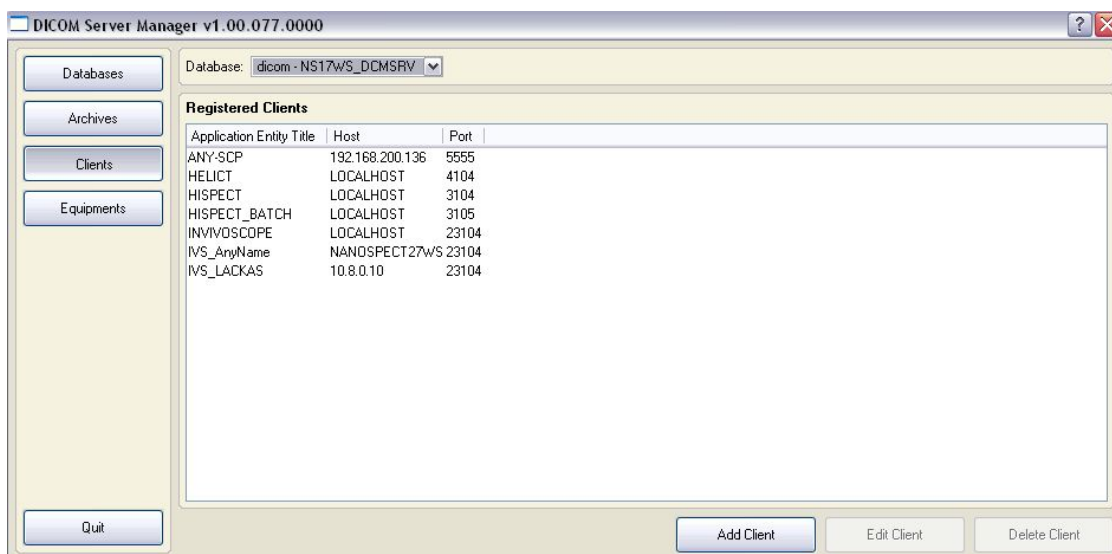 DICOM Server Manager v1.00.077.0000
Databases
Archives
Clients
Equipments
Quit
Database: dicom - NS17WS_DCMSRV
Registered Clients
Application Entity Title Host Port
ANY-SCP 192.168.200.136 5555
HELICT LOCALHOST 4104
HISPECT LOCALHOST 3104
HISPECT_BATCH LOCALHOST 3105
INVIVOSCOPE LOCALHOST 23104
IVS_AnyName NANOSPECT27WS 23104
IVS_LACKAS 10.8.0.10 23104
Add Client Edit Client Delete Client